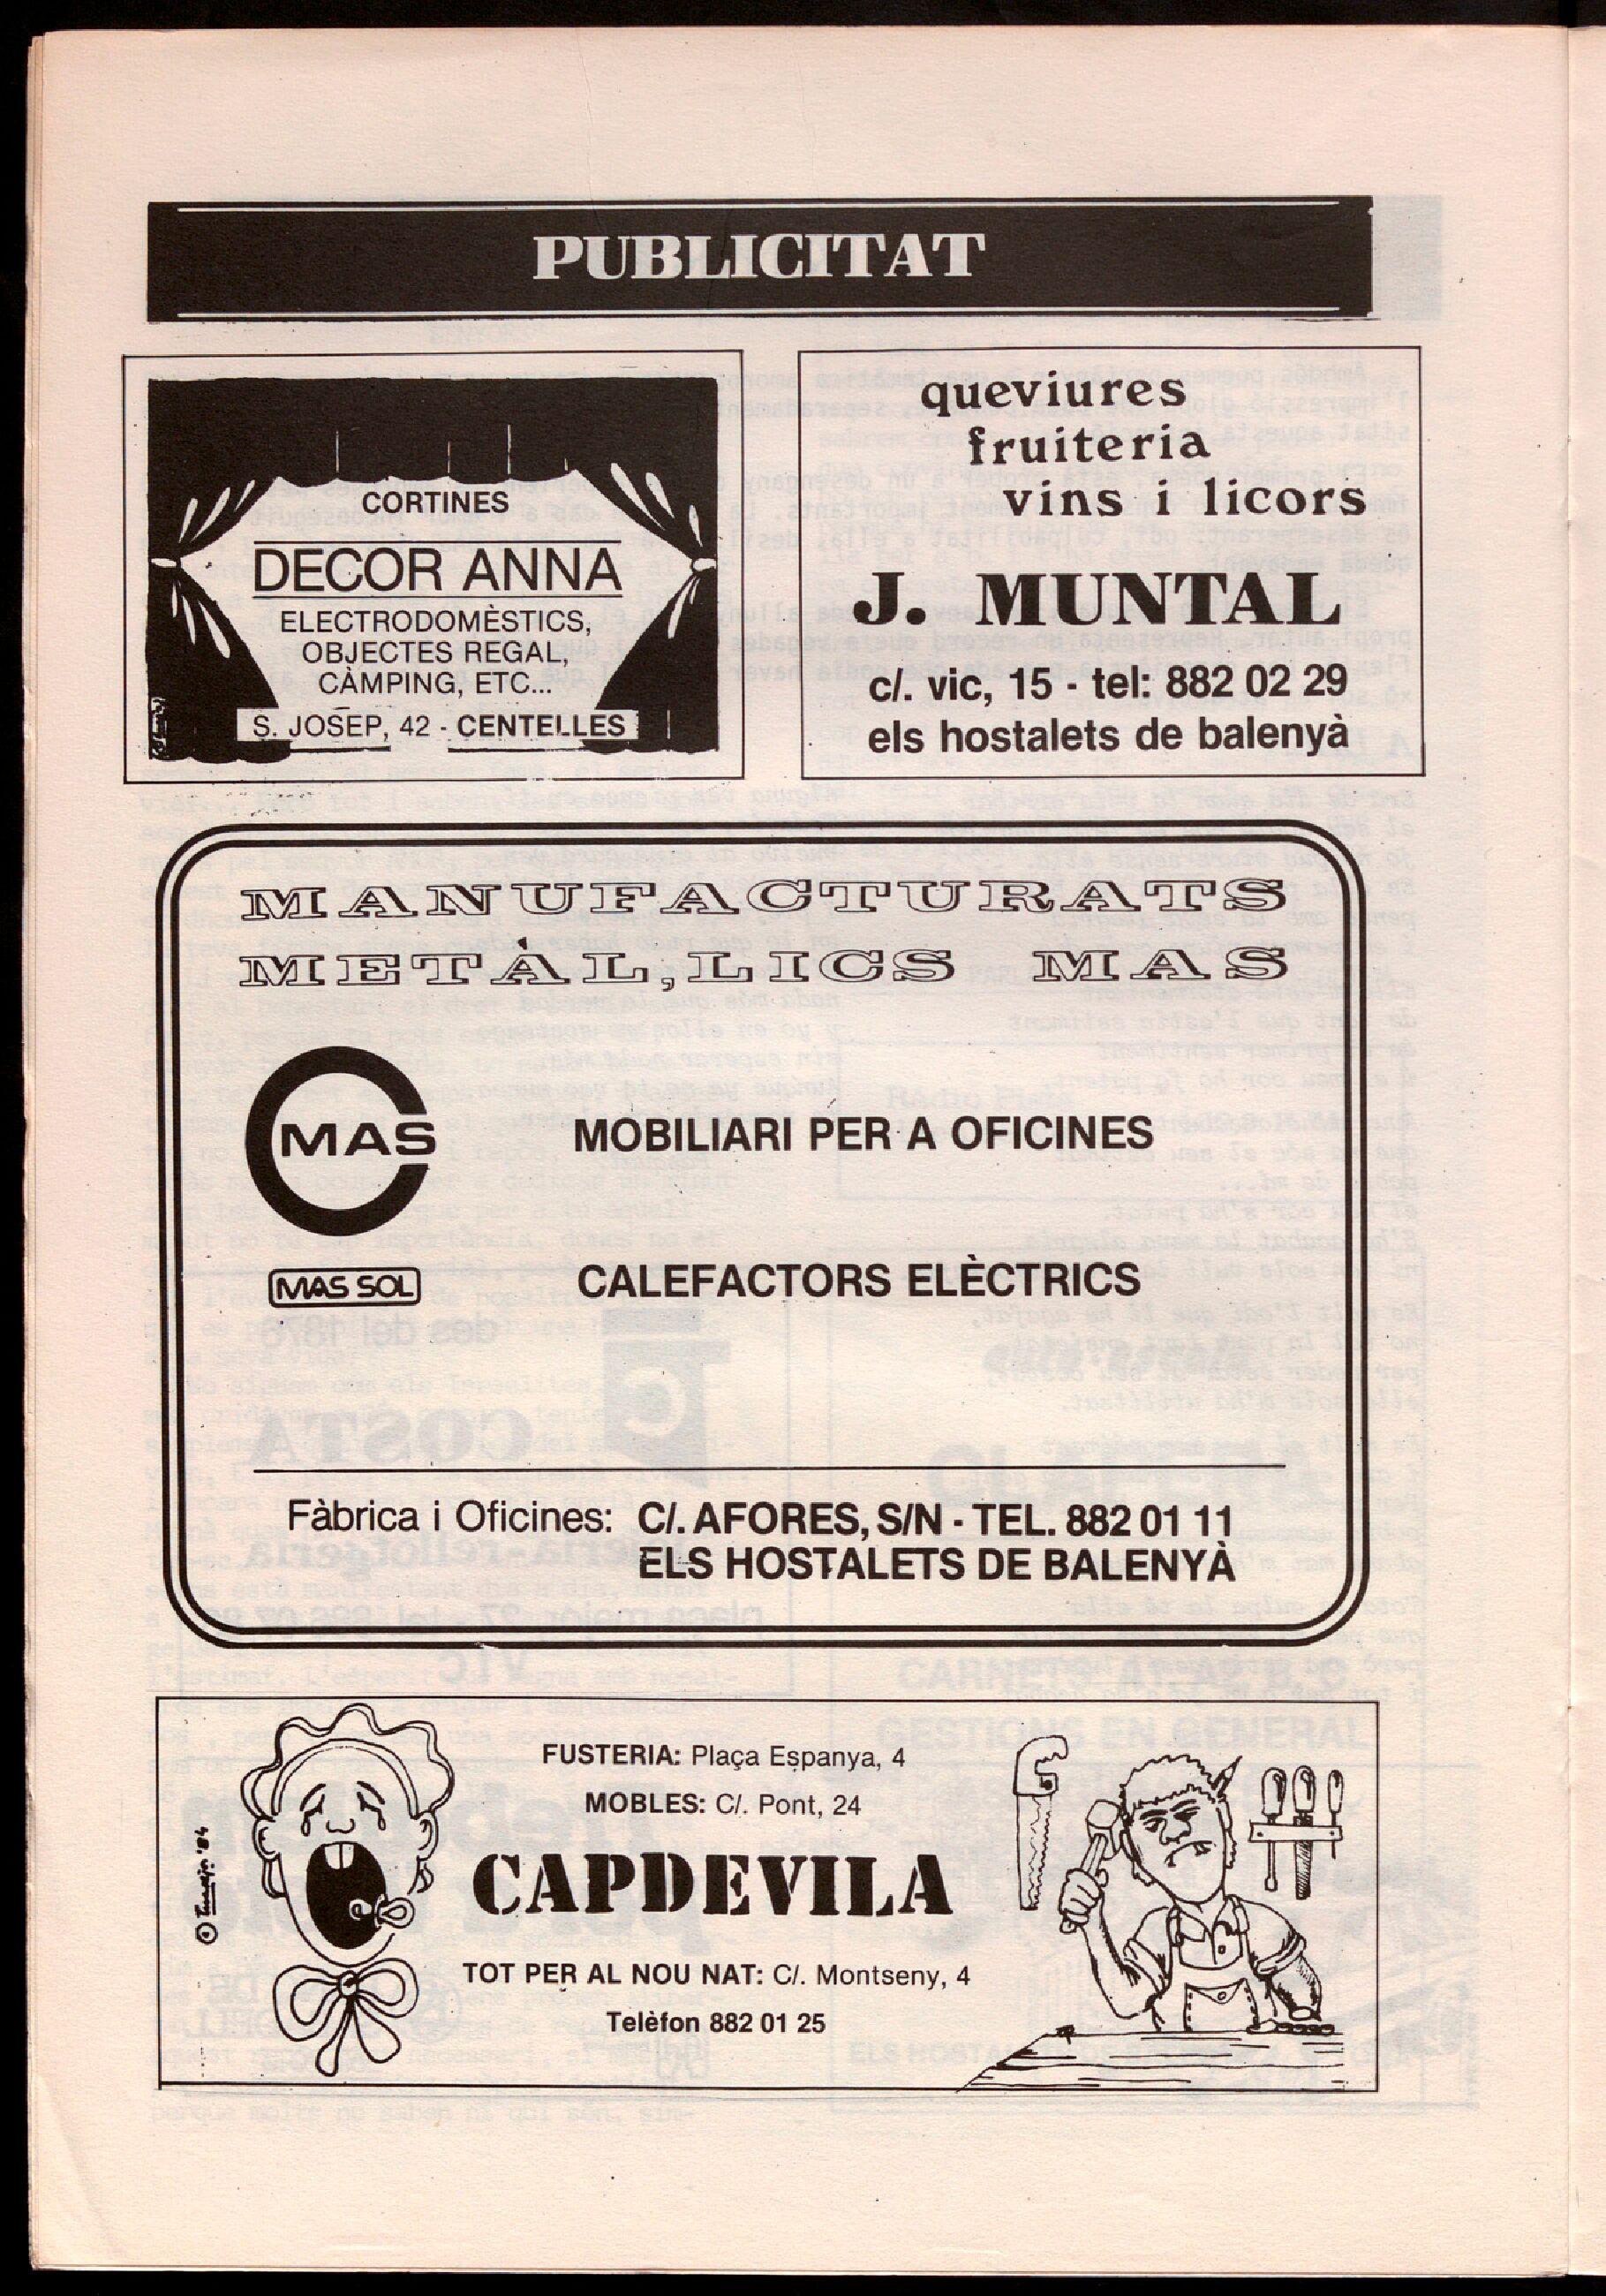 PUBLICITAT
CORTINES
DECOR ANNA
ELECTRODOMÈSTICS,
OBJECTES REGAL,
CÀMPING, ETC...
S. JOSEP, 42 - CENTELLES
queviures
fruiteria
vins i licors
J. MUNTAL
c/. vic, 15 - tel: 882 02 29
els hostalets de balenyà
MANUFACTURATS
METÀL,LICS MAS
MAS
MOBILIARI PER A OFICINES
MAS SOL
CALEFACTORS ELÈCTRICS
Fàbrica i Oficines: C/. AFORES, S/N - TEL. 882 01 11
ELS HOSTALETS DE BALENYÀ
FUSTERIA: Plaça Espanya, 4
MOBLES: C/. Pont, 24
CAPDEVILA
TOT PER AL NOU NAT: C/. Montseny, 4
Telèfon 882 01 25